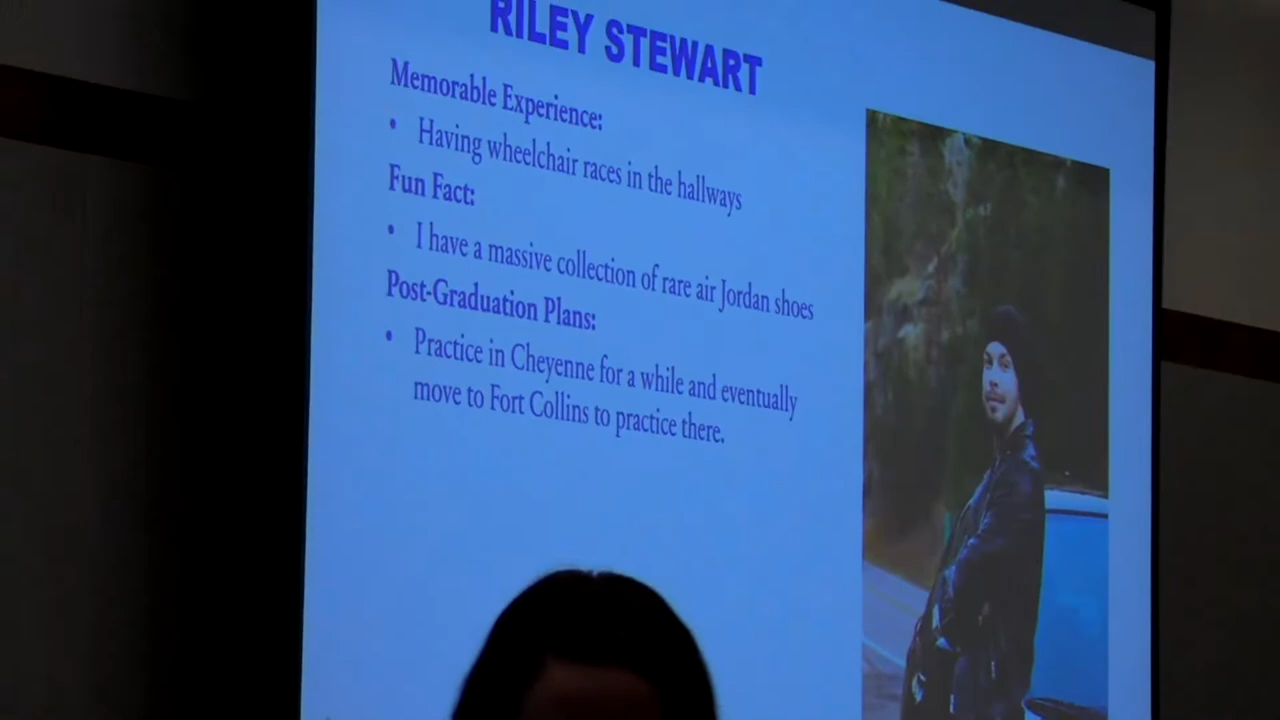 RILEY STEWART
Memorable Experience:
• Having wheelchair races in the hallways
Fun Fact:
• I have a massive collection of rare air Jordan shoes
Post-Graduation Plans:
• Practice in Cheyenne for a while and eventually
move to Fort Collins to practice there.